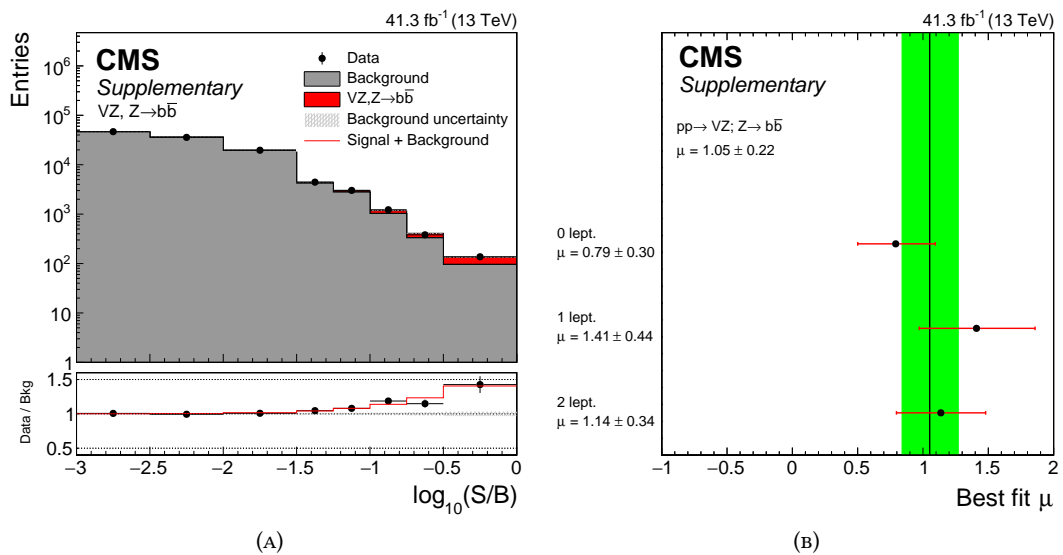 41.3 fb⁻¹ (13 TeV)
Entries
10⁶
10⁵
10⁴
10³
10²
10
1
CMS
Supplementary
VZ, Z→bb̅
Data
Background
VZ,Z→bb̅
Background uncertainty
Signal + Background
Data / Bkg
1.5
1
0.5
−3 −2.5 −2 −1.5 −1 −0.5 0
log₁₀(S/B)
(A)
41.3 fb⁻¹ (13 TeV)
CMS
Supplementary
pp→ VZ; Z→ bb̅
μ = 1.05 ± 0.22
0 lept.
μ = 0.79 ± 0.30
1 lept.
μ = 1.41 ± 0.44
2 lept.
μ = 1.14 ± 0.34
−1 −0.5 0 0.5 1 1.5 2
Best fit μ
(B)